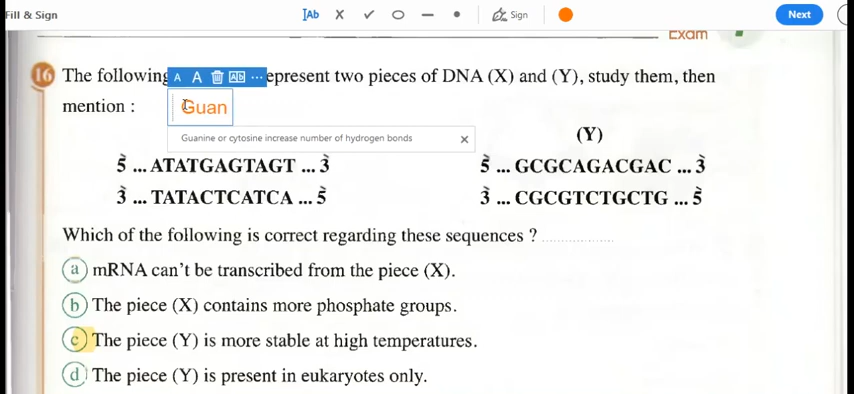 Fill & Sign
Ab
Sign
Next
Exam
16 The following
A A Ab ...
epresent two pieces of DNA (X) and (Y), study them, then
mention :
Guan
Guanine or cytosine increase number of hydrogen bonds
(Y)
5̀ ... ATATGAGTAGT ... 3̀
5̀ ... GCGCAGACGAC ... 3̀
3̀ ... TATACTCATCA ... 5̀
3̀ ... CGCGTCTGCTG ... 5̀
Which of the following is correct regarding these sequences ? ................
a mRNA can't be transcribed from the piece (X).
b The piece (X) contains more phosphate groups.
c The piece (Y) is more stable at high temperatures.
d The piece (Y) is present in eukaryotes only.